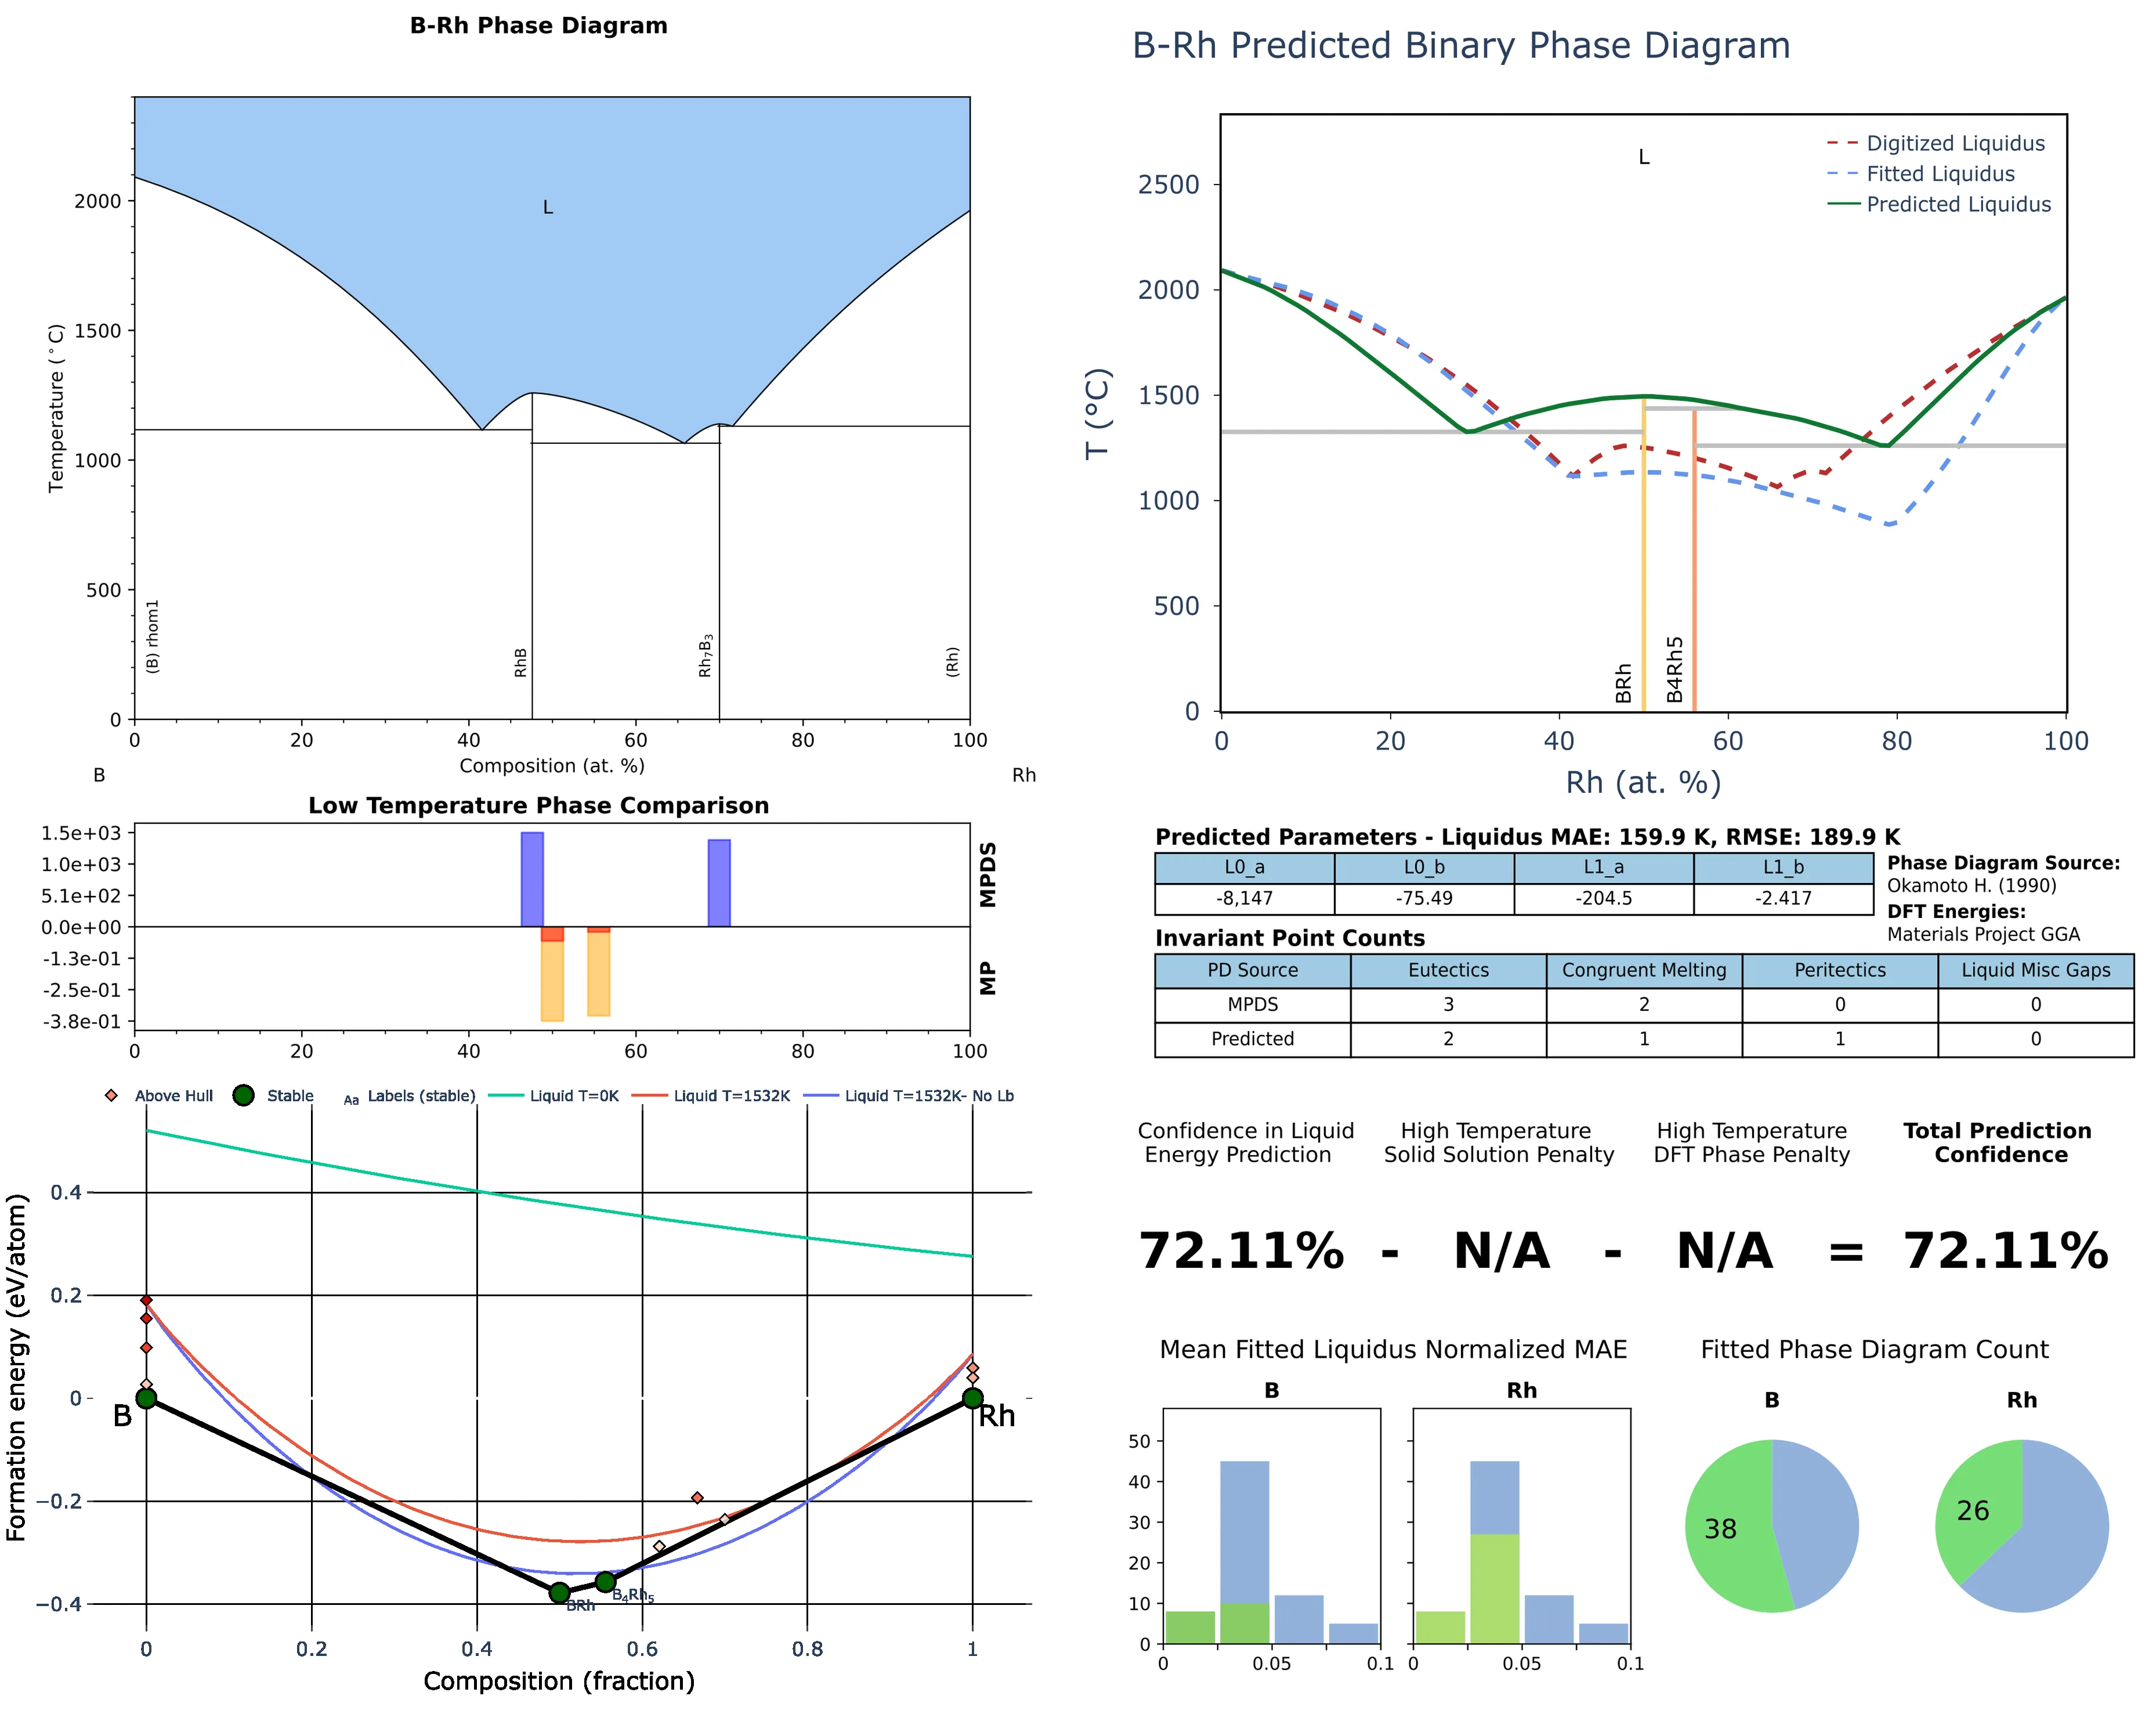 B-Rh Phase Diagram
Temperature (°C)
2000
1500
1000
500
0
L
(B) rhom1
RhB
Rh₇B₃
(Rh)
0 20 40 60 80 100
Composition (at. %)
B Rh
Low Temperature Phase Comparison
1.5e+03
1.0e+03
5.1e+02
0.0e+00
-1.3e-01
-2.5e-01
-3.8e-01
MPDS
MP
0 20 40 60 80 100
Above Hull Stable Aa Labels (stable) Liquid T=0K Liquid T=1532K Liquid T=1532K- No Lb
Formation energy (eV/atom)
0.4
0.2
0
−0.2
−0.4
B
Rh
BRh
B₄Rh₅
0 0.2 0.4 0.6 0.8 1
Composition (fraction)
B-Rh Predicted Binary Phase Diagram
L
Digitized Liquidus
Fitted Liquidus
Predicted Liquidus
T (°C)
2500
2000
1500
1000
500
0
BRh
B4Rh5
0 20 40 60 80 100
Rh (at. %)
Predicted Parameters - Liquidus MAE: 159.9 K, RMSE: 189.9 K
L0_a L0_b L1_a L1_b
-8,147 -75.49 -204.5 -2.417
Phase Diagram Source:
Okamoto H. (1990)
DFT Energies:
Materials Project GGA
Invariant Point Counts
PD Source Eutectics Congruent Melting Peritectics Liquid Misc Gaps
MPDS 3 2 0 0
Predicted 2 1 1 0
Confidence in Liquid
Energy Prediction
High Temperature
Solid Solution Penalty
High Temperature
DFT Phase Penalty
Total Prediction
Confidence
72.11% - N/A - N/A = 72.11%
Mean Fitted Liquidus Normalized MAE
B
Rh
50
40
30
20
10
0
0 0.05 0.1
0 0.05 0.1
Fitted Phase Diagram Count
B
Rh
38
26